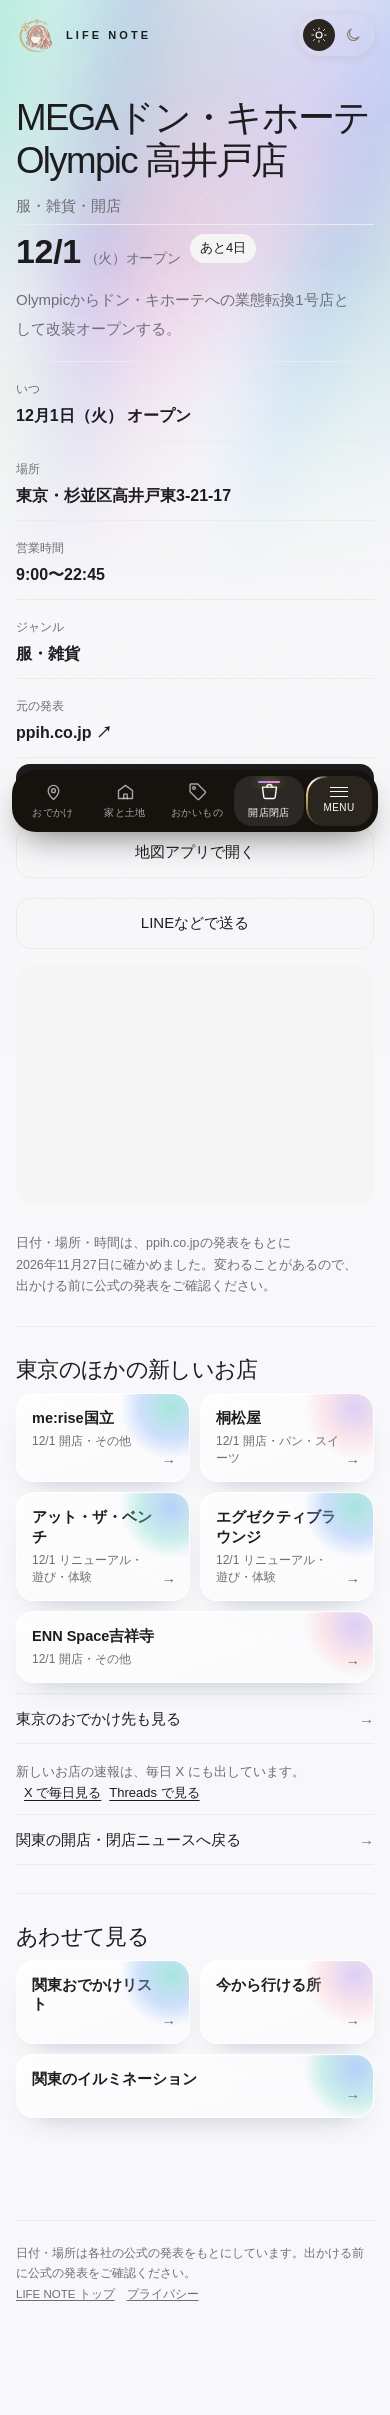 LIFE NOTE
MEGAドン・キホーテ
Olympic 高井戸店
服・雑貨・開店
12/1（火）オープン あと4日
Olympicからドン・キホーテへの業態転換1号店と
して改装オープンする。
いつ
12月1日（火） オープン
場所
東京・杉並区高井戸東3-21-17
営業時間
9:00〜22:45
ジャンル
服・雑貨
元の発表
ppih.co.jp ↗
おでかけ 家と土地 おかいもの 開店閉店 MENU
地図アプリで開く
LINEなどで送る
日付・場所・時間は、ppih.co.jpの発表をもとに
2026年11月27日に確かめました。変わることがあるので、
出かける前に公式の発表をご確認ください。
東京のほかの新しいお店
me:rise国立
12/1 開店・その他
→
桐松屋
12/1 開店・パン・スイ
ーツ
→
アット・ザ・ベン
チ
12/1 リニューアル・
遊び・体験
→
エグゼクティブラ
ウンジ
12/1 リニューアル・
遊び・体験
→
ENN Space吉祥寺
12/1 開店・その他
→
東京のおでかけ先も見る →
新しいお店の速報は、毎日 X にも出しています。
X で毎日見る Threads で見る
関東の開店・閉店ニュースへ戻る →
あわせて見る
関東おでかけリス
ト
→
今から行ける所
→
関東のイルミネーション
→
日付・場所は各社の公式の発表をもとにしています。出かける前
に公式の発表をご確認ください。
LIFE NOTE トップ プライバシー